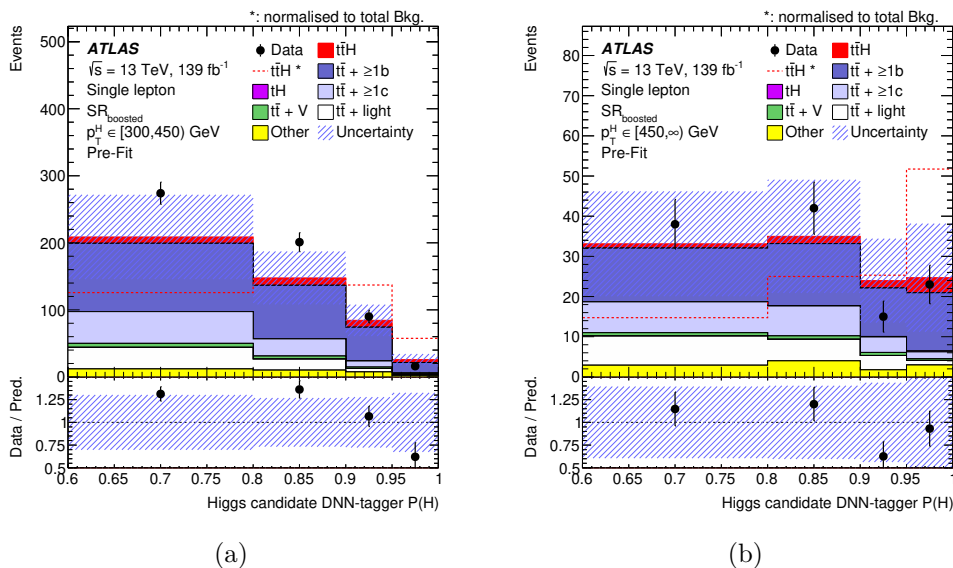 *: normalised to total Bkg.
Events
500
400
300
200
100
0
ATLAS
√s = 13 TeV, 139 fb⁻¹
Single lepton
SR_boosted
p_T^H ∈ [300,450) GeV
Pre-Fit
Data
tt̄H
tt̄H *
tt̄ + ≥1b
tH
tt̄ + ≥1c
tt̄ + V
tt̄ + light
Other
Uncertainty
Data / Pred.
1.25
1
0.75
0.5
0.6 0.65 0.7 0.75 0.8 0.85 0.9 0.95 1
Higgs candidate DNN-tagger P(H)
(a)
*: normalised to total Bkg.
Events
80
70
60
50
40
30
20
10
0
ATLAS
√s = 13 TeV, 139 fb⁻¹
Single lepton
SR_boosted
p_T^H ∈ [450,∞) GeV
Pre-Fit
Data
tt̄H
tt̄H *
tt̄ + ≥1b
tH
tt̄ + ≥1c
tt̄ + V
tt̄ + light
Other
Uncertainty
Data / Pred.
1.25
1
0.75
0.5
0.6 0.65 0.7 0.75 0.8 0.85 0.9 0.95 1
Higgs candidate DNN-tagger P(H)
(b)